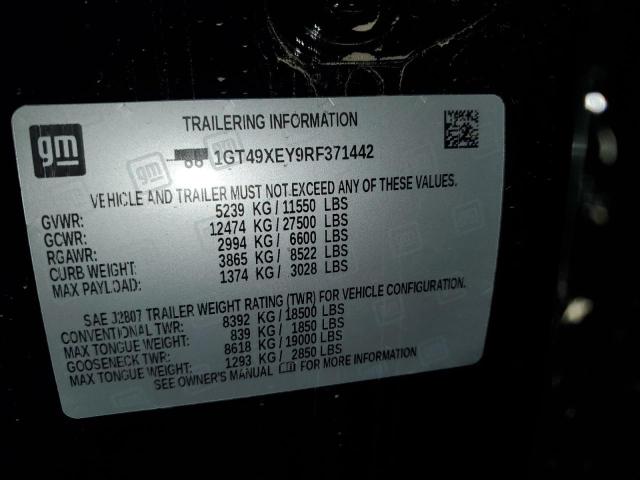 gm
TRAILERING INFORMATION
1GT49XEY9RF371442
VEHICLE AND TRAILER MUST NOT EXCEED ANY OF THESE VALUES.
GVWR: 5239 KG / 11550 LBS
GCWR: 12474 KG / 27500 LBS
RGAWR: 2994 KG / 6600 LBS
CURB WEIGHT: 3865 KG / 8522 LBS
MAX PAYLOAD: 1374 KG / 3028 LBS
SAE J2807 TRAILER WEIGHT RATING (TWR) FOR VEHICLE CONFIGURATION.
CONVENTIONAL TWR: 8392 KG / 18500 LBS
MAX TONGUE WEIGHT: 839 KG / 1850 LBS
GOOSENECK TWR: 8618 KG / 19000 LBS
MAX TONGUE WEIGHT: 1293 KG / 2850 LBS
SEE OWNER'S MANUAL FOR MORE INFORMATION